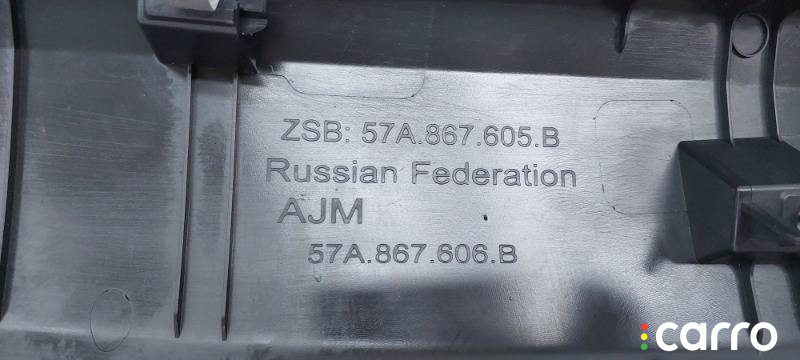 ZSB: 57A.867.605.B
Russian Federation
AJM
57A.867.606.B
carro